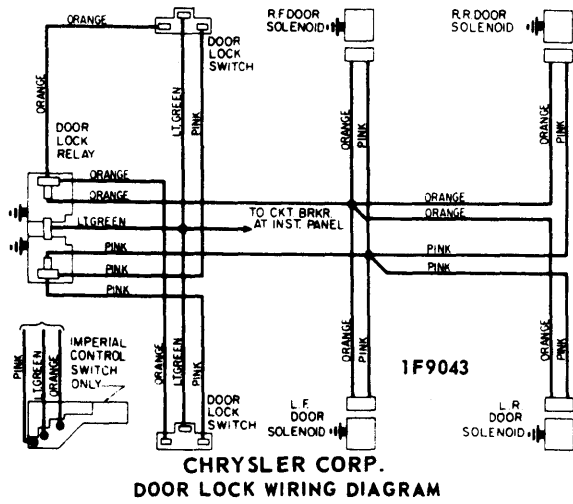 ORANGE
DOOR
LOCK
SWITCH
R.F. DOOR
SOLENOID
R.R. DOOR
SOLENOID
ORANGE
LT. GREEN
PINK
DOOR
LOCK
RELAY
ORANGE
PINK
ORANGE
PINK
ORANGE
ORANGE
ORANGE
ORANGE
LT.GREEN
TO CKT BRKR.
AT INST. PANEL
PINK
PINK
PINK
PINK
PINK
IMPERIAL
CONTROL
SWITCH
ONLY
PINK
LT.GREEN
ORANGE
ORANGE
LT.GREEN
PINK
ORANGE
PINK
ORANGE
PINK
1F9043
DOOR
LOCK
SWITCH
L.F.
DOOR
SOLENOID
L.R.
DOOR
SOLENOID
CHRYSLER CORP.
DOOR LOCK WIRING DIAGRAM